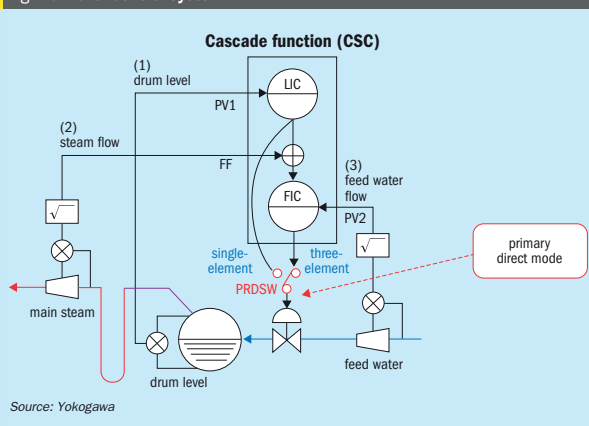 Cascade function (CSC)
(1)
drum level
LIC
PV1
(2)
steam flow
FF
(3)
feed water
flow
FIC
PV2
√
√
single-
element
three-
element
PRDSW
primary
direct mode
main steam
drum level
feed water
Source: Yokogawa